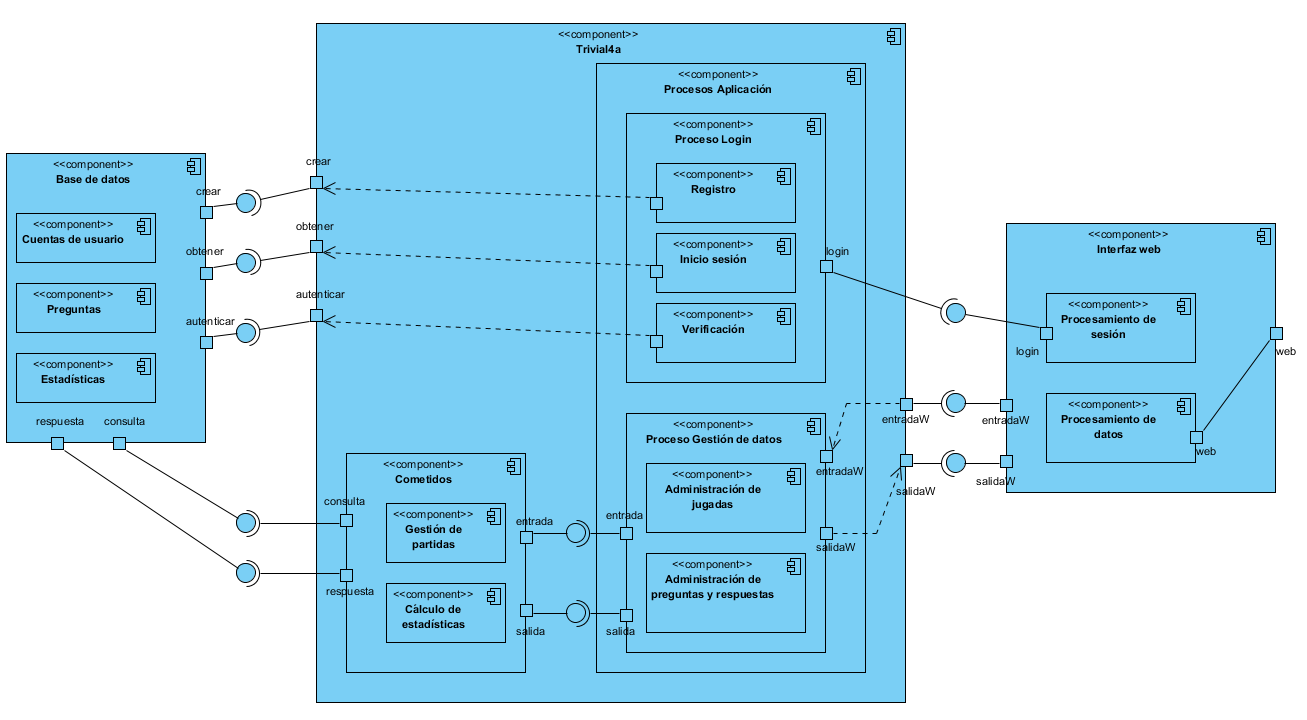 <<component>>
Trivial4a
<<component>>
Procesos Aplicación
<<component>>
Proceso Login
<<component>>
Registro
<<component>>
Inicio sesión
<<component>>
Verificación
login
<<component>>
Base de datos
<<component>>
Cuentas de usuario
<<component>>
Preguntas
<<component>>
Estadísticas
crear
obtener
autenticar
respuesta
consulta
crear
obtener
autenticar
<<component>>
Cometidos
<<component>>
Gestión de
partidas
<<component>>
Cálculo de
estadísticas
consulta
respuesta
entrada
salida
entrada
salida
<<component>>
Proceso Gestión de datos
<<component>>
Administración de
jugadas
<<component>>
Administración de
preguntas y respuestas
entradaW
salidaW
entradaW
salidaW
<<component>>
Interfaz web
<<component>>
Procesamiento de
sesión
<<component>>
Procesamiento de
datos
login
entradaW
salidaW
web
web